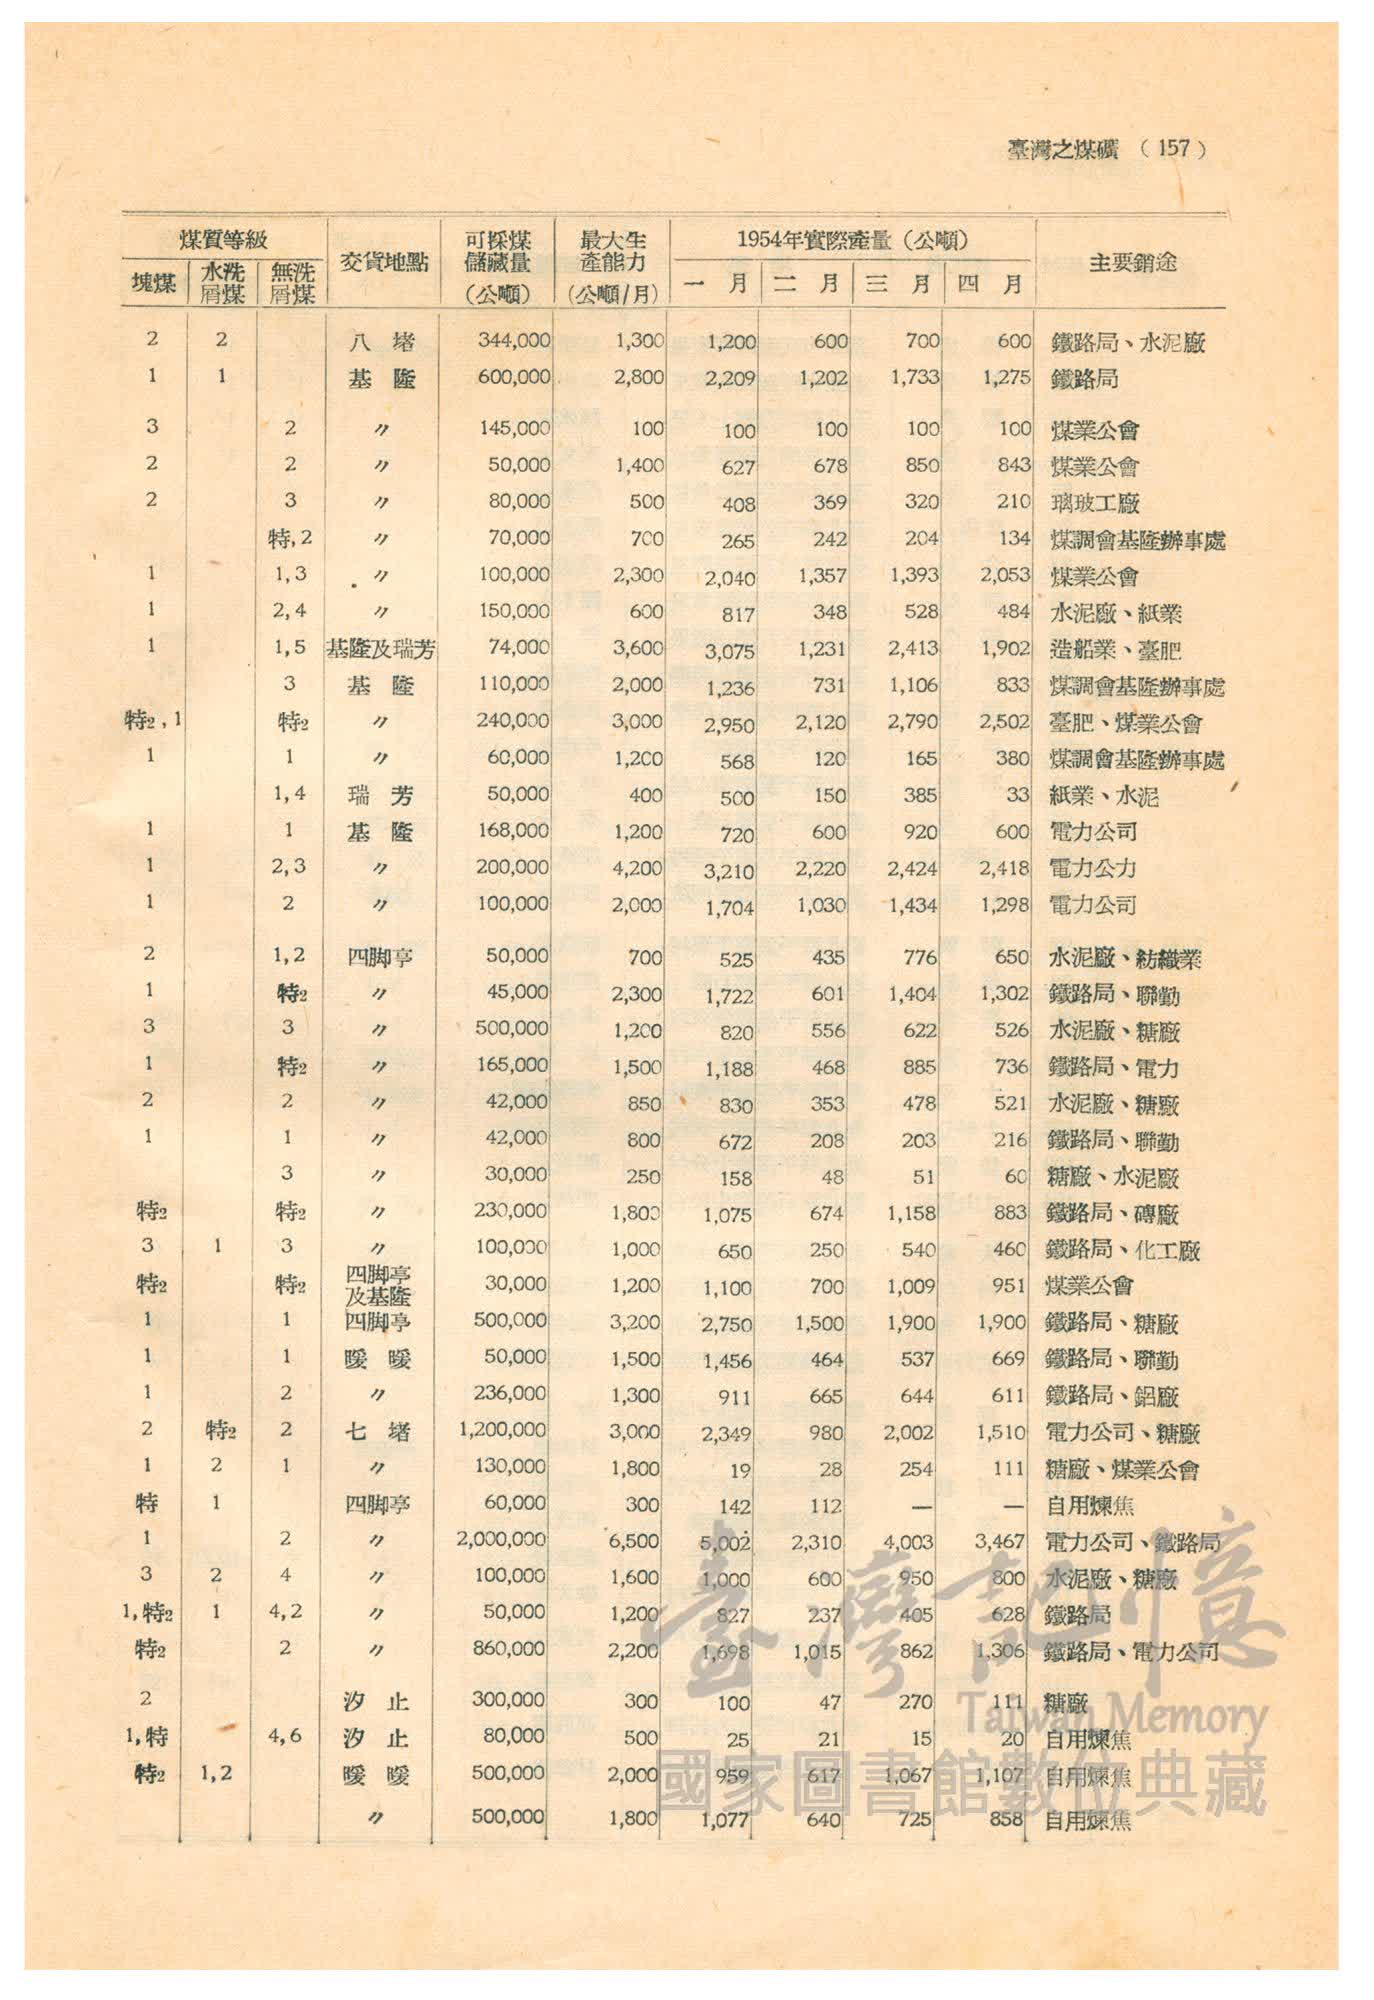 臺灣之煤礦 （157）
煤質等級 交貨地點 可採煤儲藏量（公噸） 最大生產能力（公噸/月） 1954年實際產量（公噸） 主要銷途
塊煤 水洗屑煤 無洗屑煤 一月 二月 三月 四月
2 2 八堵 344,000 1,300 1,200 600 700 600 鐵路局、水泥廠
1 1 基隆 600,000 2,800 2,209 1,202 1,733 1,275 鐵路局
3 2 〃 145,000 100 100 100 100 100 煤業公會
2 2 〃 50,000 1,400 627 678 850 843 煤業公會
2 3 〃 80,000 500 408 369 320 210 璃玻工廠
特,2 〃 70,000 700 265 242 204 134 煤調會基隆辦事處
1 1,3 〃 100,000 2,300 2,040 1,357 1,393 2,053 煤業公會
1 2,4 〃 150,000 600 817 348 528 484 水泥廠、紙業
1 1,5 基隆及瑞芳 74,000 3,600 3,075 1,231 2,413 1,902 造船業、臺肥
3 基隆 110,000 2,000 1,236 731 1,106 833 煤調會基隆辦事處
特2,1 特2 〃 240,000 3,000 2,950 2,120 2,790 2,502 臺肥、煤業公會
1 1 〃 60,000 1,200 568 120 165 380 煤調會基隆辦事處
1,4 瑞芳 50,000 400 500 150 385 33 紙業、水泥
1 1 基隆 168,000 1,200 720 600 920 600 電力公司
1 2,3 〃 200,000 4,200 3,210 2,220 2,424 2,418 電力公力
1 2 〃 100,000 2,000 1,704 1,030 1,434 1,298 電力公司
2 1,2 四脚亭 50,000 700 525 435 776 650 水泥廠、紡織業
1 特2 〃 45,000 2,300 1,722 601 1,404 1,302 鐵路局、聯勤
3 3 〃 500,000 1,200 820 556 622 526 水泥廠、糖廠
1 特2 〃 165,000 1,500 1,188 468 885 736 鐵路局、電力
2 2 〃 42,000 850 830 353 478 521 水泥廠、糖廠
1 1 〃 42,000 800 672 208 203 216 鐵路局、聯勤
3 〃 30,000 250 158 48 51 60 糖廠、水泥廠
特2 特2 〃 230,000 1,800 1,075 674 1,158 883 鐵路局、磚廠
3 1 3 〃 100,000 1,000 650 250 540 460 鐵路局、化工廠
特2 特2 四脚亭及基隆 30,000 1,200 1,100 700 1,009 951 煤業公會
1 1 四脚亭 500,000 3,200 2,750 1,500 1,900 1,900 鐵路局、糖廠
1 1 暖暖 50,000 1,500 1,456 464 537 669 鐵路局、聯勤
1 2 〃 236,000 1,300 911 665 644 611 鐵路局、鋁廠
2 特2 2 七堵 1,200,000 3,000 2,349 980 2,002 1,510 電力公司、糖廠
1 2 1 〃 130,000 1,800 19 28 254 111 糖廠、煤業公會
特 1 四脚亭 60,000 300 142 112 — — 自用煉焦
1 2 〃 2,000,000 6,500 5,002 2,310 4,003 3,467 電力公司、鐵路局
3 2 4 〃 100,000 1,600 1,000 600 950 800 水泥廠、糖廠
1,特2 1 4,2 〃 50,000 1,200 827 237 405 628 鐵路局
特2 2 〃 860,000 2,200 1,698 1,015 862 1,306 鐵路局、電力公司
2 汐止 300,000 300 100 47 270 111 糖廠
1,特 4,6 汐止 80,000 500 25 21 15 20 自用煉焦
特2 1,2 暖暖 500,000 2,000 959 617 1,067 1,107 自用煉焦
〃 500,000 1,800 1,077 640 725 858 自用煉焦
臺灣記憶
Taiwan Memory
國家圖書館數位典藏